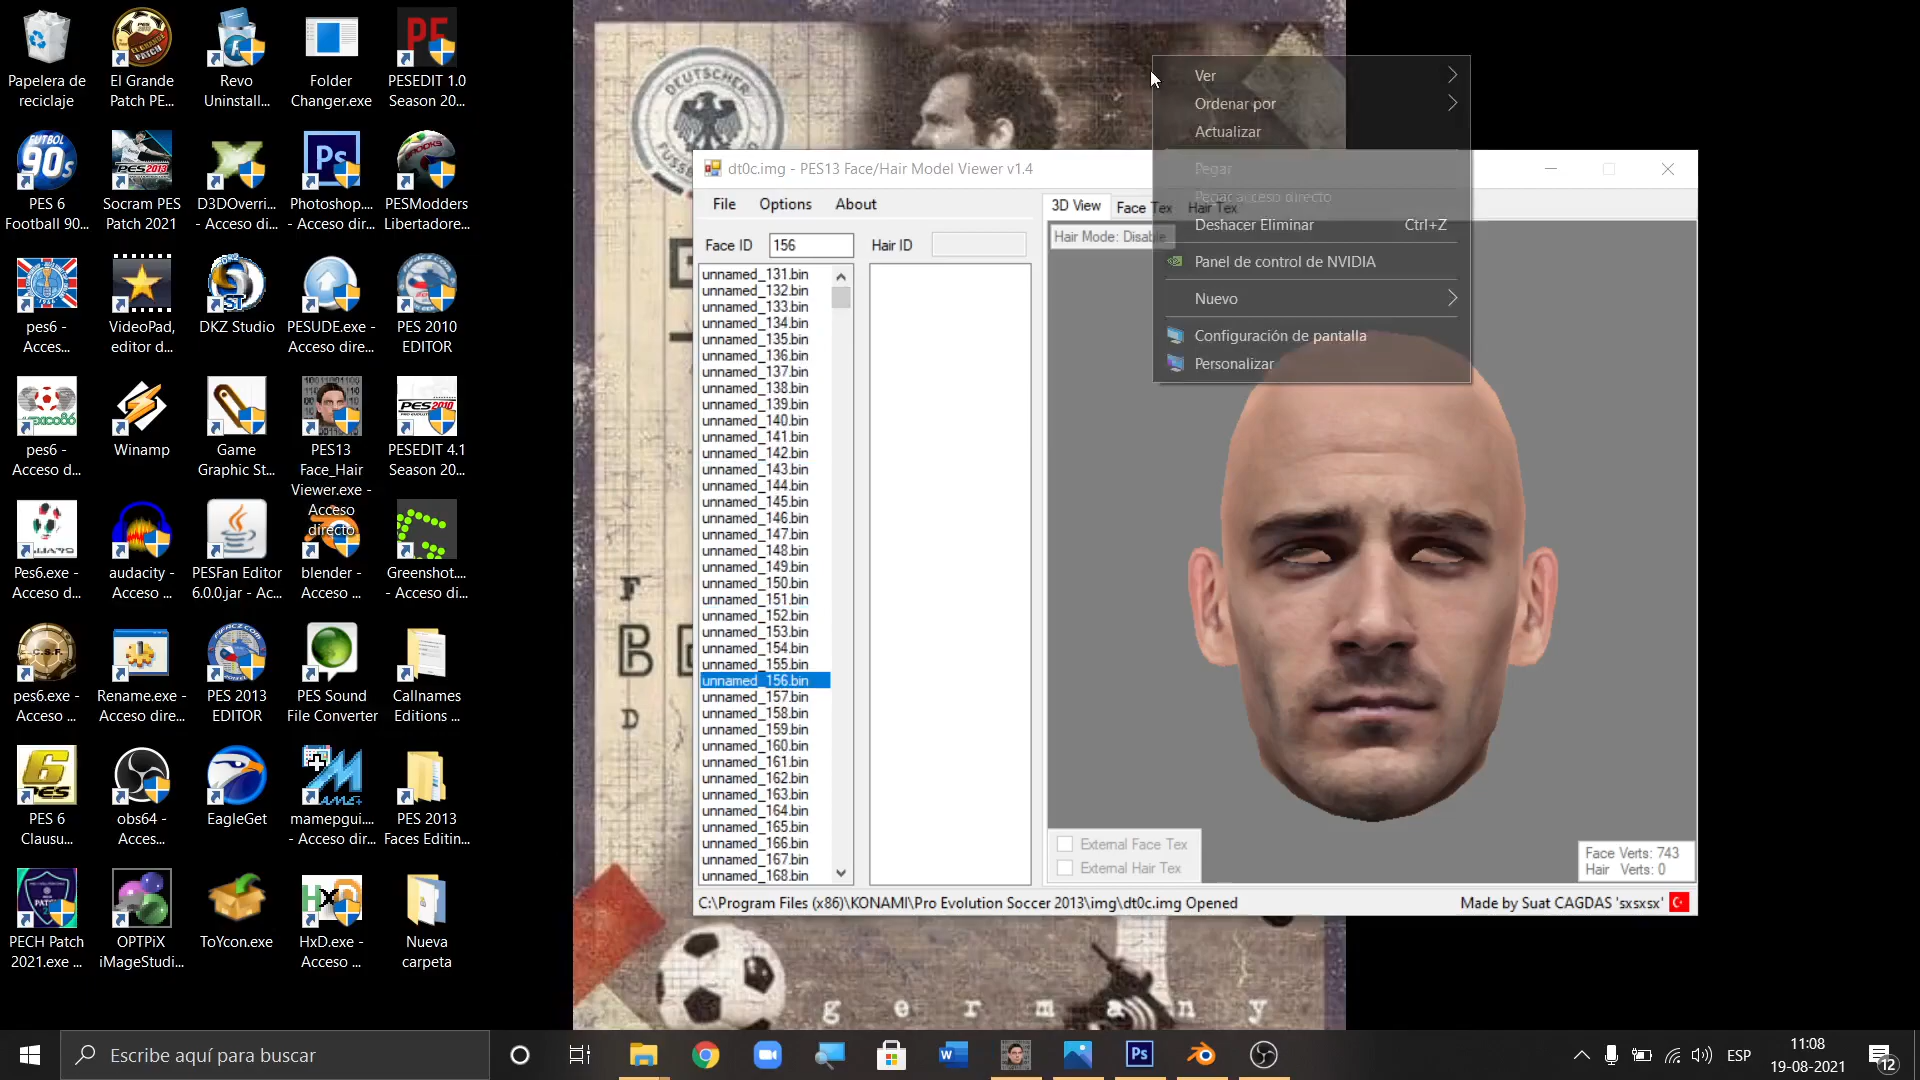 Papelera de
reciclaje
El Grande
Patch PE...
Revo
Uninstall...
Folder
Changer.exe
PESEDIT 1.0
Season 20...
PES 6
Football 90...
Socram PES
Patch 2021
D3DOverri...
- Acceso di...
Photoshop....
- Acceso dir...
PESModders
Libertadore...
pes6 -
Acces...
VideoPad,
editor d...
DKZ Studio
PESUDE.exe -
Acceso dire...
PES 2010
EDITOR
pes6 -
Acceso d...
Winamp
Game
Graphic St...
PES13
Face_Hair
Viewer.exe -
Acceso
directo
PESEDIT 4.1
Season 20...
Pes6.exe -
Acceso d...
audacity -
Acceso ...
PESFan Editor
6.0.0.jar - Ac...
blender -
Acceso ...
Greenshot....
- Acceso di...
pes6.exe -
Acceso ...
Rename.exe -
Acceso dire...
PES 2013
EDITOR
PES Sound
File Converter
Callnames
Editions ...
PES 6
Clausu...
obs64 -
Acces...
EagleGet
mamepgui....
- Acceso dir...
PES 2013
Faces Editin...
PECH Patch
2021.exe ...
OPTPiX
iMageStudi...
ToYcon.exe
HxD.exe -
Acceso ...
Nueva
carpeta
DEUTSCHER
Ver
Ordenar por
Actualizar
Pegar
Pegar acceso directo
Deshacer Eliminar Ctrl+Z
Panel de control de NVIDIA
Nuevo
Configuración de pantalla
Personalizar
dt0c.img - PES13 Face/Hair Model Viewer v1.4
File Options About
3D View Face Tex Hair Tex
Face ID 156 Hair ID
Hair Mode: Disable
unnamed_131.bin
unnamed_132.bin
unnamed_133.bin
unnamed_134.bin
unnamed_135.bin
unnamed_136.bin
unnamed_137.bin
unnamed_138.bin
unnamed_139.bin
unnamed_140.bin
unnamed_141.bin
unnamed_142.bin
unnamed_143.bin
unnamed_144.bin
unnamed_145.bin
unnamed_146.bin
unnamed_147.bin
unnamed_148.bin
unnamed_149.bin
unnamed_150.bin
unnamed_151.bin
unnamed_152.bin
unnamed_153.bin
unnamed_154.bin
unnamed_155.bin
unnamed_156.bin
unnamed_157.bin
unnamed_158.bin
unnamed_159.bin
unnamed_160.bin
unnamed_161.bin
unnamed_162.bin
unnamed_163.bin
unnamed_164.bin
unnamed_165.bin
unnamed_166.bin
unnamed_167.bin
unnamed_168.bin
External Face Tex
External Hair Tex
Face Verts: 743
Hair Verts: 0
C:\Program Files (x86)\KONAMI\Pro Evolution Soccer 2013\img\dt0c.img Opened
Made by Suat CAGDAS 'sxsxsx'
germany
Escribe aquí para buscar
ESP
11:08
19-08-2021
12